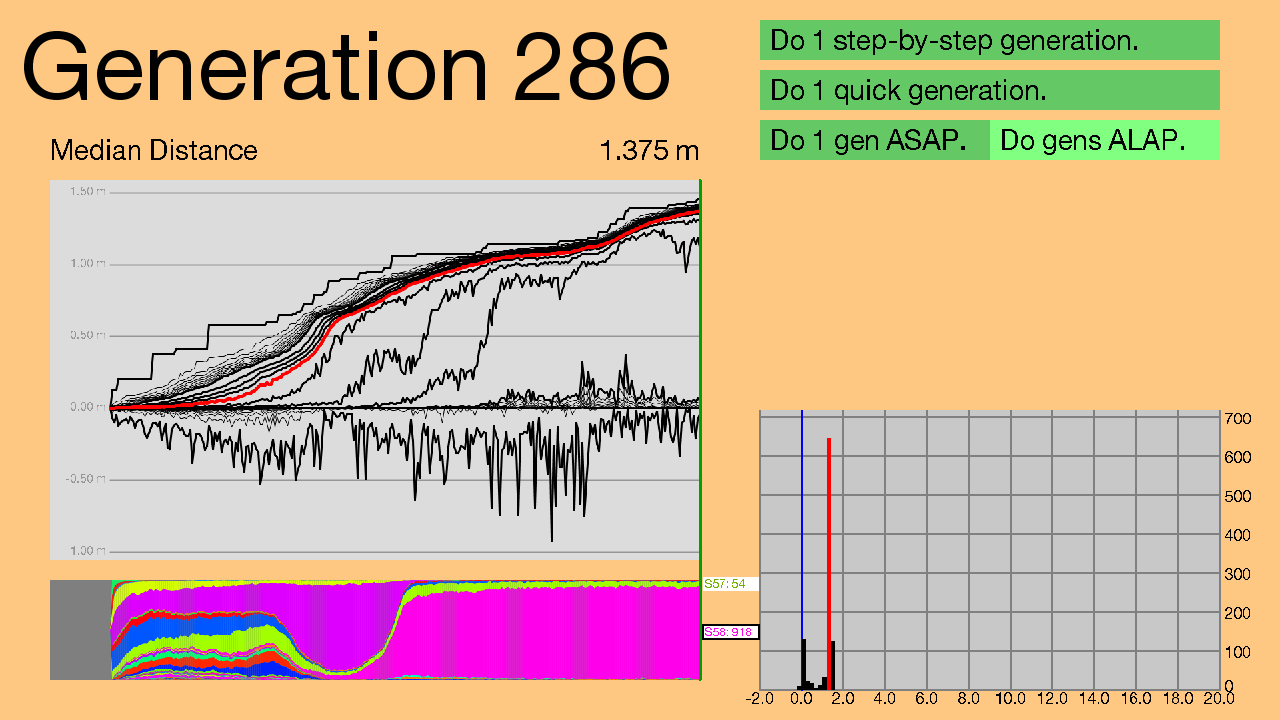 Generation 286
Do 1 step-by-step generation.
Do 1 quick generation.
Do 1 gen ASAP.
Do gens ALAP.
Median Distance
1.375 m
1.50 m
1.00 m
0.50 m
0.00 m
-0.50 m
1.00 m
S57: 54
S58: 918
700
600
500
400
300
200
100
0
-2.0 0.0 2.0 4.0 6.0 8.0 10.0 12.0 14.0 16.0 18.0 20.0